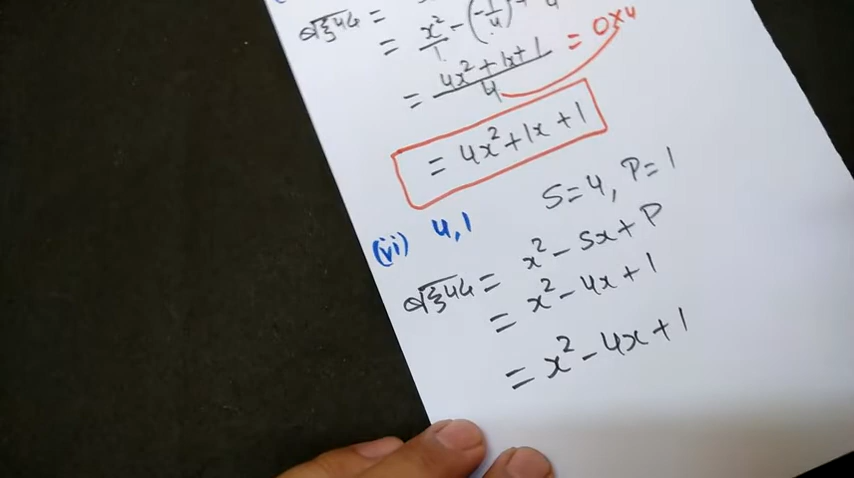 = x²/1 - (-1/4) +
= 4x² + 1x + 1 / 4 = 0 × 4
= 4x² + 1x + 1
(vi) 4,1 S = 4, P = 1
= x² - Sx + P
= x² - 4x + 1
= x² - 4x + 1